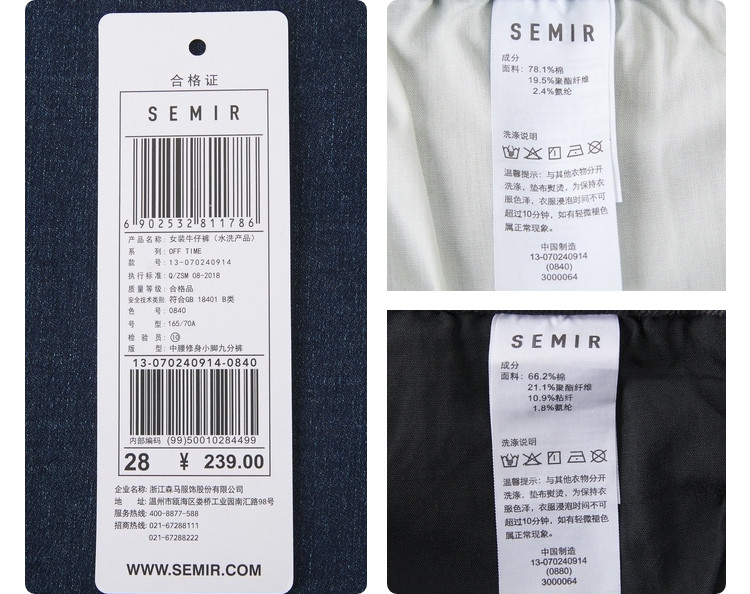 合格证
SEMIR
6 902532 811786
产品名称: 女装牛仔裤 (水洗产品)
系 列: OFF TIME
款 号: 13-070240914
执行标准: Q/ZSM 08-2018
质量等级: 合格品
安全技术类别: 符合GB 18401 B类
色 号: 0840
号 型: 165/70A
检 验 员: ⑩
版 型: 中腰修身小脚九分裤
13-070240914-0840
内部编码 (99)50010284499
28 ¥ 239.00
企业名称: 浙江森马服饰股份有限公司
地 址: 温州市瓯海区娄桥工业园南汇路98号
服务热线: 400-8877-588
招商热线: 021-67288111
021-67288222
WWW.SEMIR.COM
SEMIR
成分
面料: 78.1%棉
19.5%聚酯纤维
2.4%氨纶
洗涤说明
温馨提示: 与其他衣物分开
洗涤, 垫布熨烫, 为保持衣
服色泽, 衣服浸泡时间不可
超过10分钟, 如有轻微褪色
属正常现象。
中国制造
13-070240914
(0840)
3000064
SEMIR
成分
面料: 66.2%棉
21.1%聚酯纤维
10.9%粘纤
1.8%氨纶
洗涤说明
温馨提示: 与其他衣物分开
洗涤, 垫布熨烫, 为保持衣
服色泽, 衣服浸泡时间不可
超过10分钟, 如有轻微褪色
属正常现象。
中国制造
13-070240914
(0880)
3000064